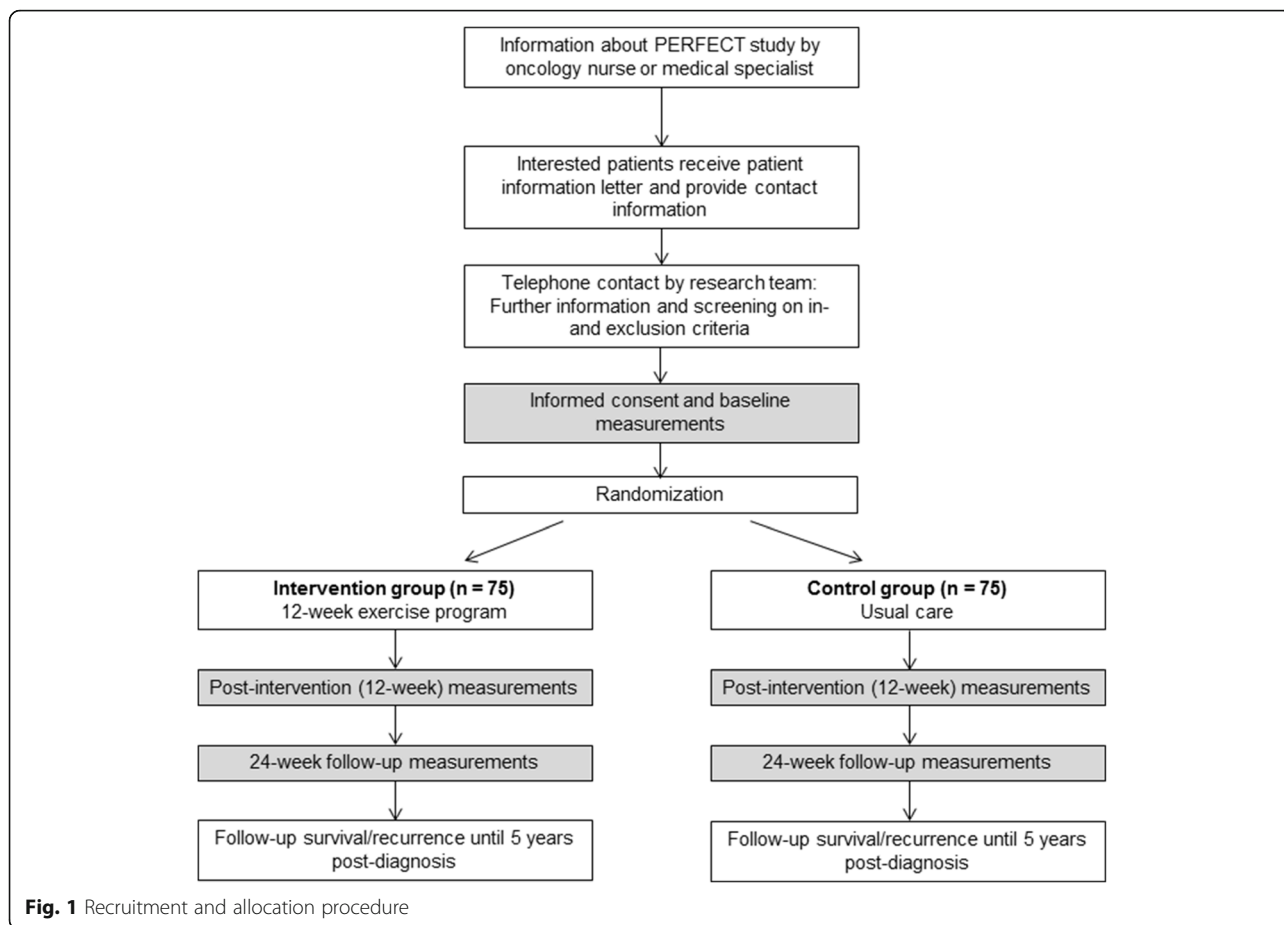 Information about PERFECT study by
oncology nurse or medical specialist
Interested patients receive patient
information letter and provide contact
information
Telephone contact by research team:
Further information and screening on in-
and exclusion criteria
Informed consent and baseline
measurements
Randomization
Intervention group (n = 75)
12-week exercise program
Control group (n = 75)
Usual care
Post-intervention (12-week) measurements
Post-intervention (12-week) measurements
24-week follow-up measurements
24-week follow-up measurements
Follow-up survival/recurrence until 5 years
post-diagnosis
Follow-up survival/recurrence until 5 years
post-diagnosis
Fig. 1 Recruitment and allocation procedure